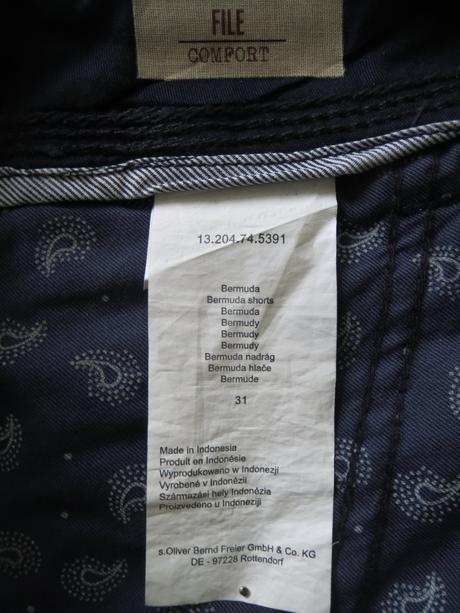 FILE
COMFORT
13.204.74.5391
Bermuda
Bermuda shorts
Bermuda
Bermudy
Bermudy
Bermudy
Bermuda nadrág
Bermuda hlače
Bermude
31
Made in Indonesia
Produit en Indonésie
Wyprodukowano w Indonezji
Vyrobené v Indonézii
Származási hely Indonézia
Proizvedeno u Indoneziji
s.Oliver Bernd Freier GmbH & Co. KG
DE - 97228 Rottendorf